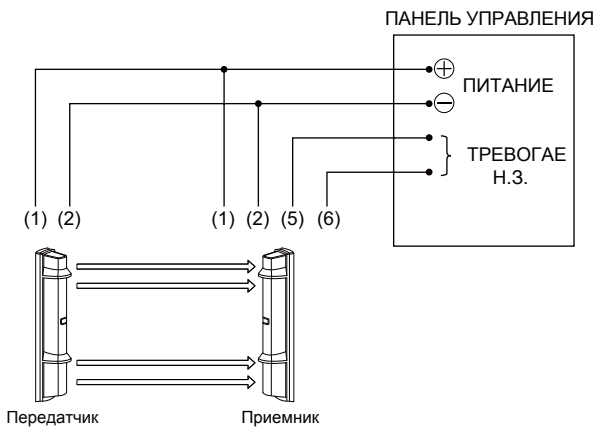 ПАНЕЛЬ УПРАВЛЕНИЯ
ПИТАНИЕ
ТРЕВОГАЕ
Н.З.
(1) (2) (1) (2) (5) (6)
Передатчик Приемник